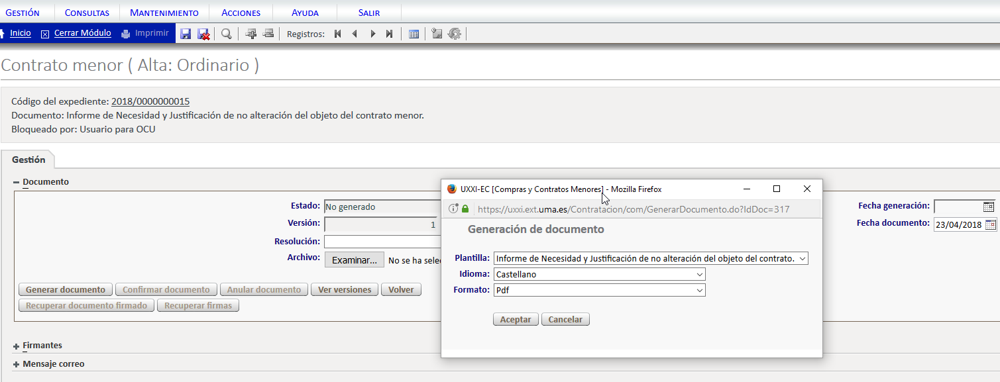 GESTIÓN CONSULTAS MANTENIMIENTO ACCIONES AYUDA SALIR
Inicio Cerrar Módulo Imprimir Registros:
Contrato menor ( Alta: Ordinario )
Código del expediente: 2018/0000000015
Documento: Informe de Necesidad y Justificación de no alteración del objeto del contrato menor.
Bloqueado por: Usuario para OCU
Gestión
Documento
Estado: No generado
Versión: 1
Resolución:
Archivo: Examinar... No se ha sele
Fecha generación:
Fecha documento: 23/04/2018
Generar documento Confirmar documento Anular documento Ver versiones Volver
Recuperar documento firmado Recuperar firmas
Firmantes
Mensaje correo
UXXI-EC [Compras y Contratos Menores] - Mozilla Firefox
https://uxxi.ext.uma.es/Contratacion/com/GenerarDocumento.do?IdDoc=317
Generación de documento
Plantilla: Informe de Necesidad y Justificación de no alteración del objeto del contrato.
Idioma: Castellano
Formato: Pdf
Aceptar Cancelar